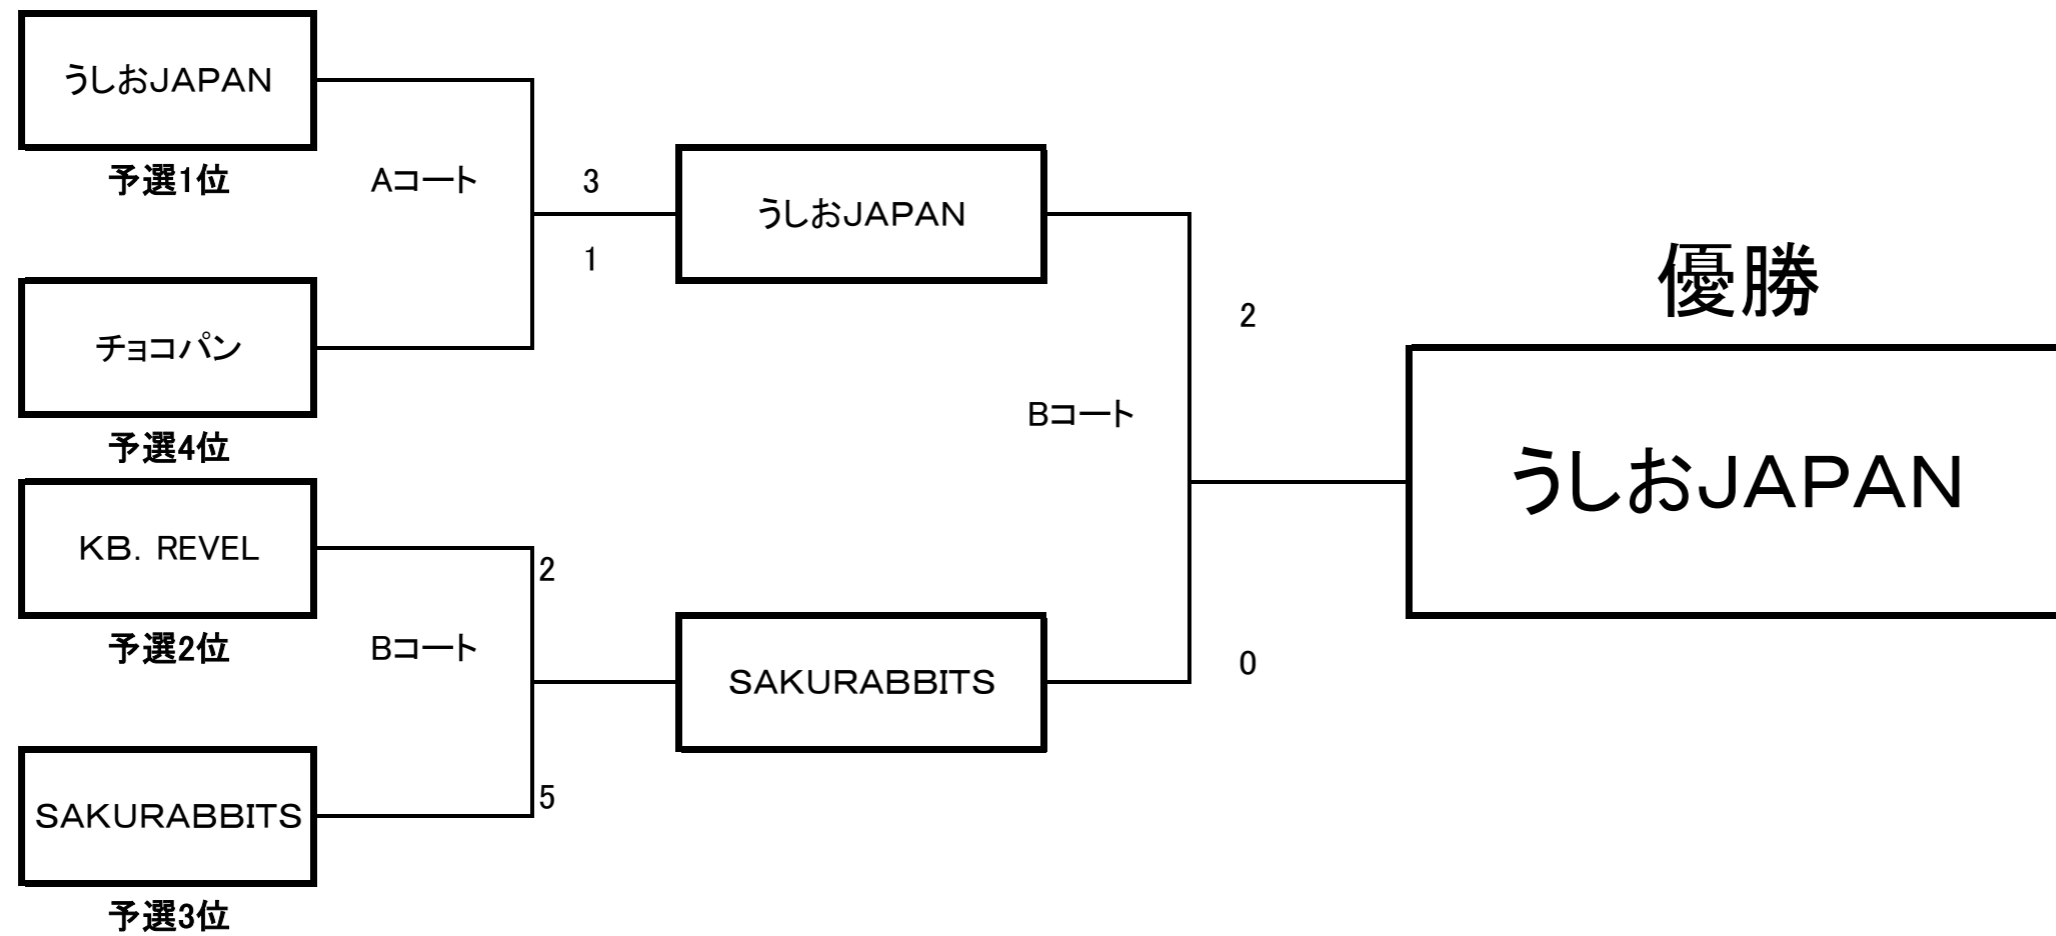 うしおJAPAN
予選1位
Aコート
3
1
チョコパン
予選4位
KB. REVEL
予選2位
Bコート
2
5
SAKURABBITS
予選3位
うしおJAPAN
SAKURABBITS
Bコート
2
0
優勝
うしおJAPAN